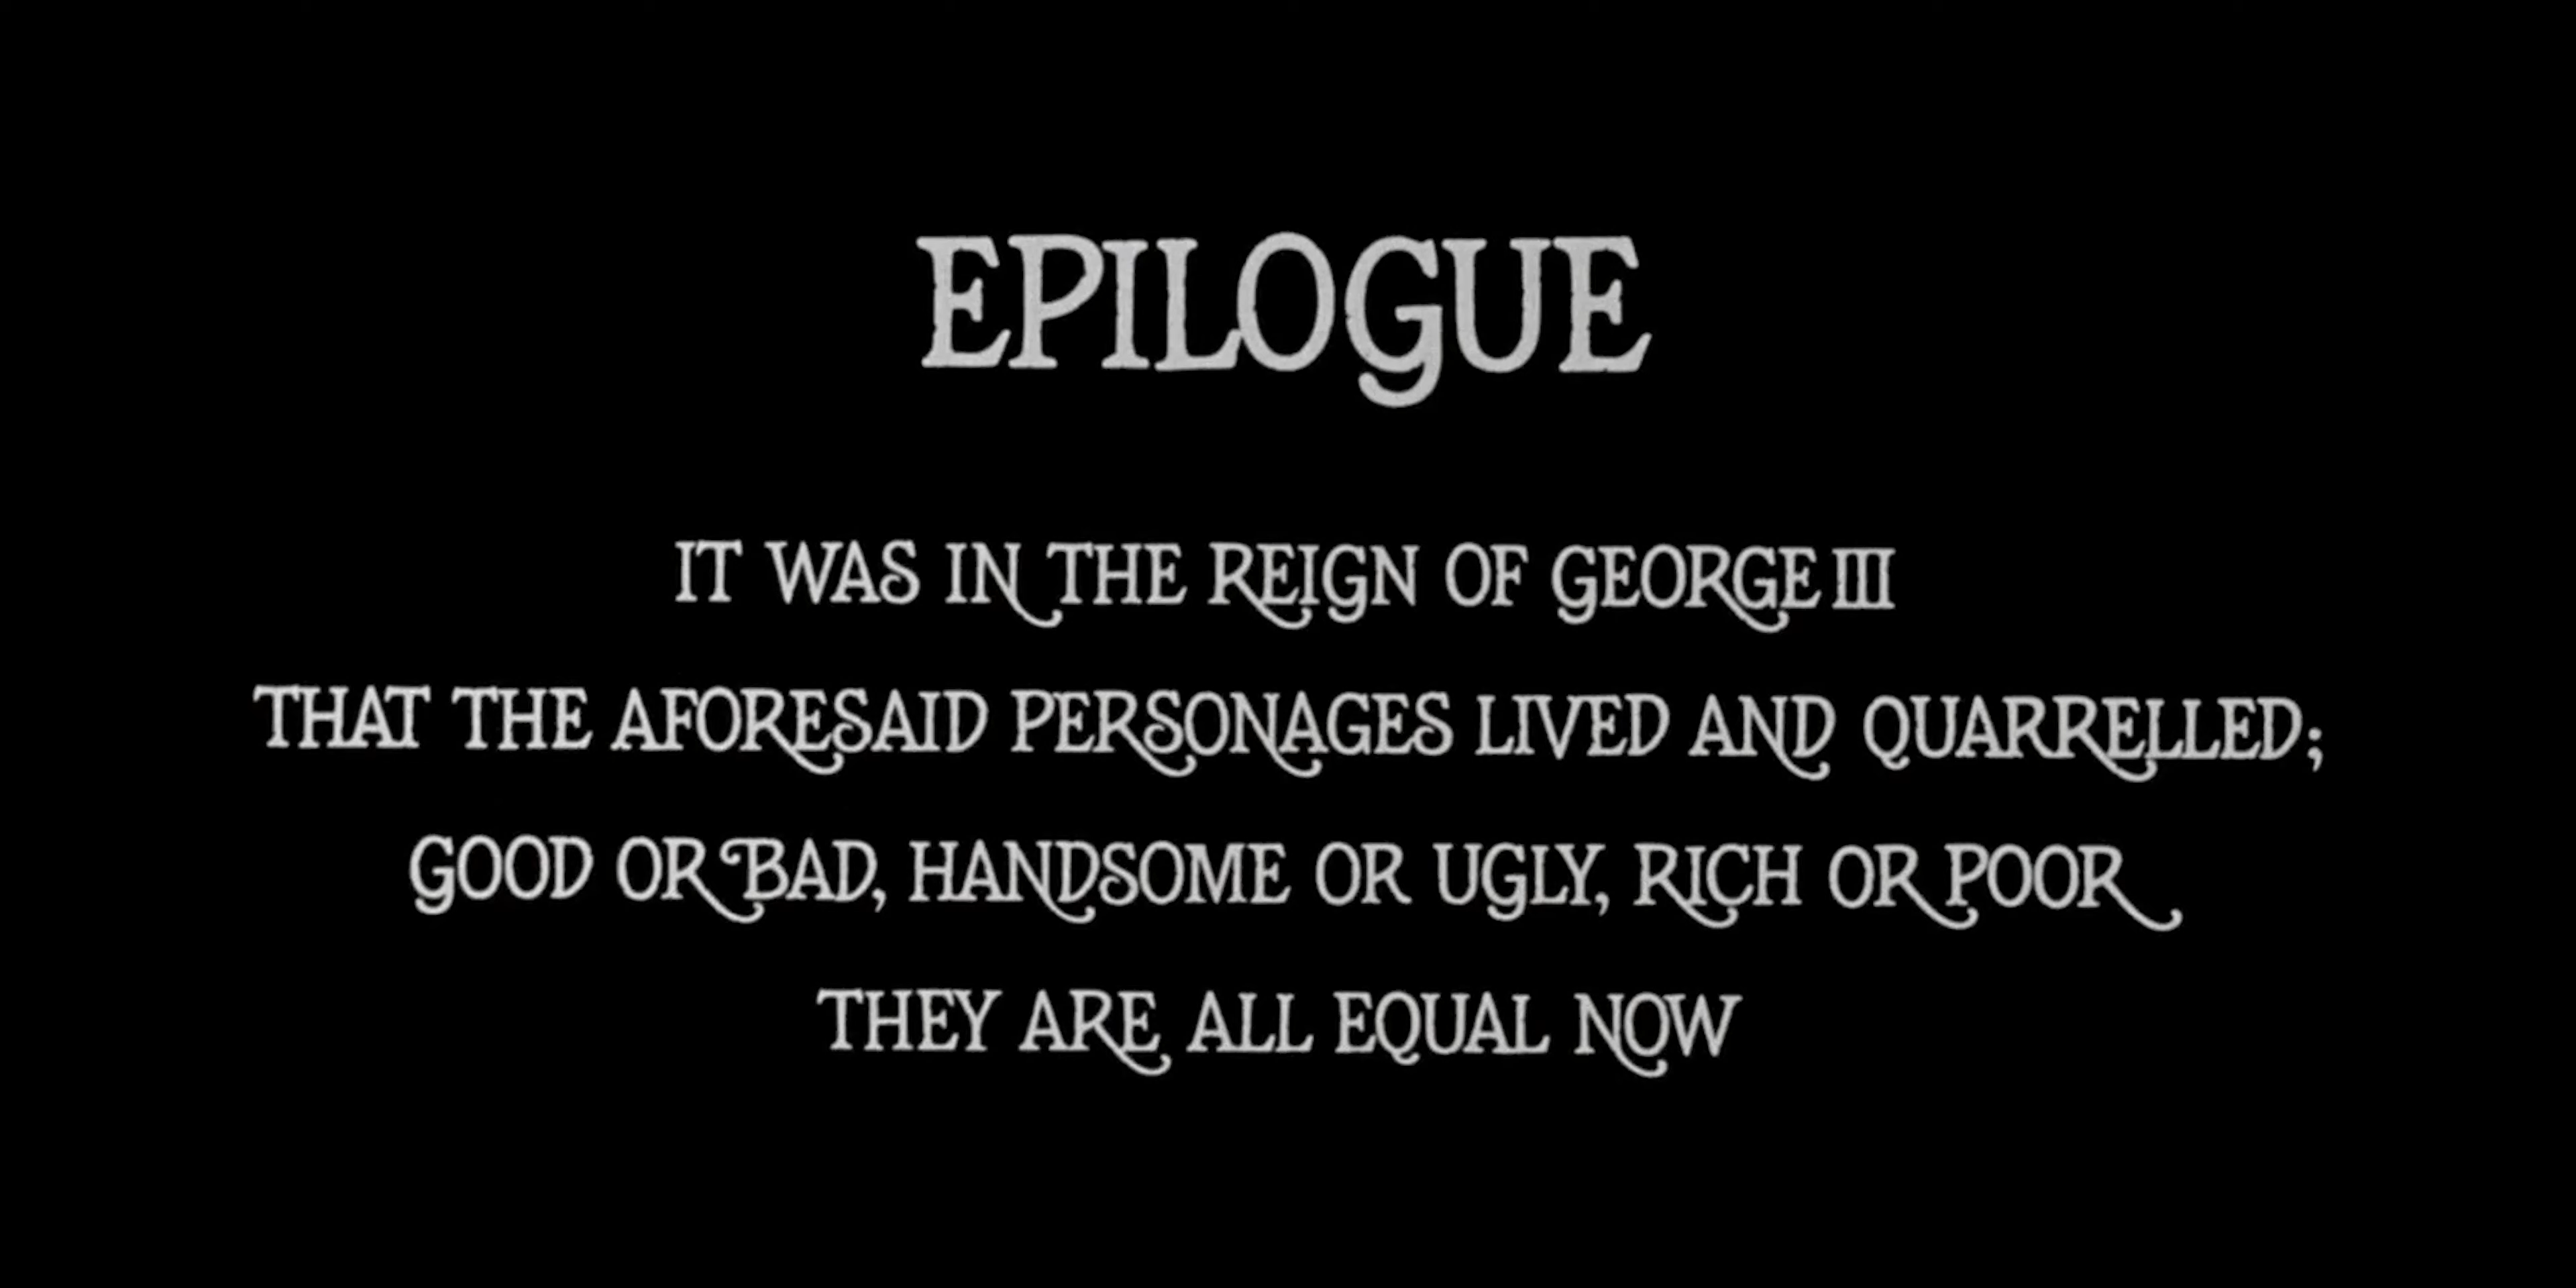 EPILOGUE
IT WAS IN THE REIGN OF GEORGE III
THAT THE AFORESAID PERSONAGES LIVED AND QUARRELLED;
GOOD OR BAD, HANDSOME OR UGLY, RICH OR POOR
THEY ARE ALL EQUAL NOW